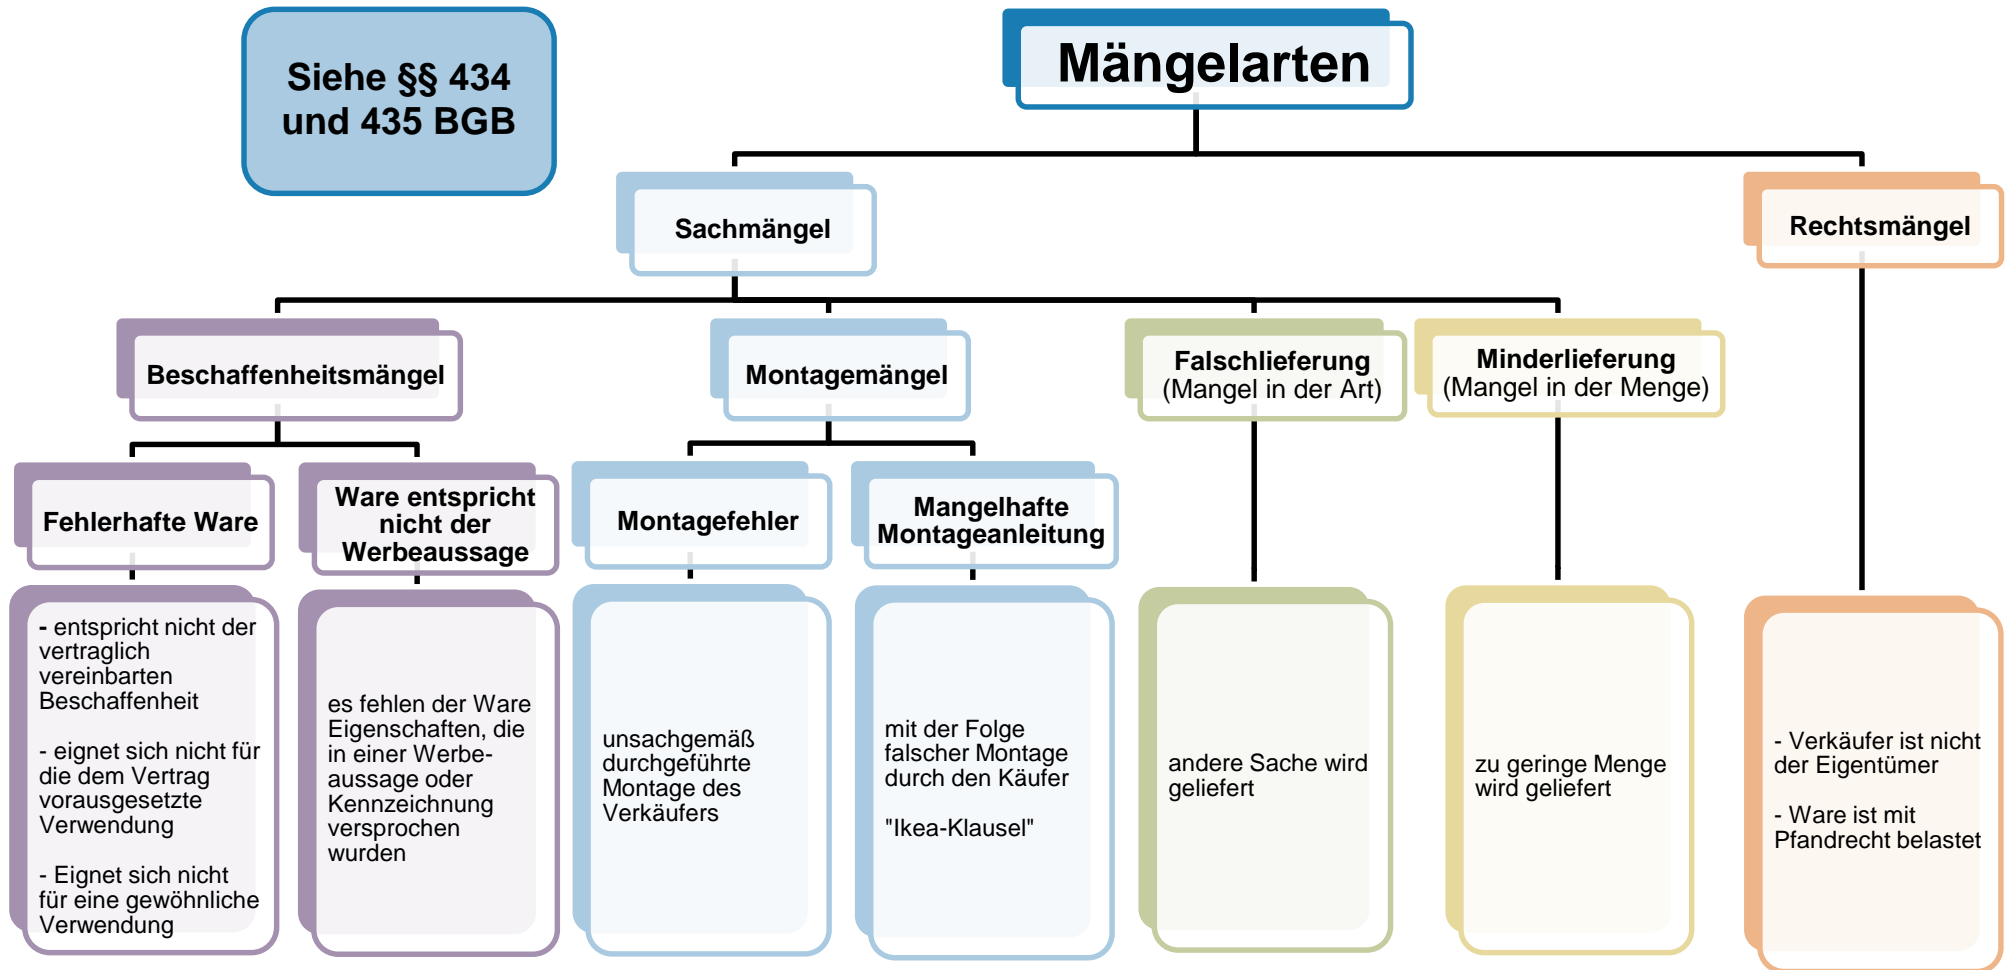 Siehe §§ 434
und 435 BGB
Mängelarten
Sachmängel
Rechtsmängel
Beschaffenheitsmängel
Montagemängel
Falschlieferung
(Mangel in der Art)
Minderlieferung
(Mangel in der Menge)
Fehlerhafte Ware
Ware entspricht
nicht der
Werbeaussage
Montagefehler
Mangelhafte
Montageanleitung
- entspricht nicht der
vertraglich
vereinbarten
Beschaffenheit
- eignet sich nicht für
die dem Vertrag
vorausgesetzte
Verwendung
- Eignet sich nicht
für eine gewöhnliche
Verwendung
es fehlen der Ware
Eigenschaften, die
in einer Werbe-
aussage oder
Kennzeichnung
versprochen
wurden
unsachgemäß
durchgeführte
Montage des
Verkäufers
mit der Folge
falscher Montage
durch den Käufer
"Ikea-Klausel"
andere Sache wird
geliefert
zu geringe Menge
wird geliefert
- Verkäufer ist nicht
der Eigentümer
- Ware ist mit
Pfandrecht belastet